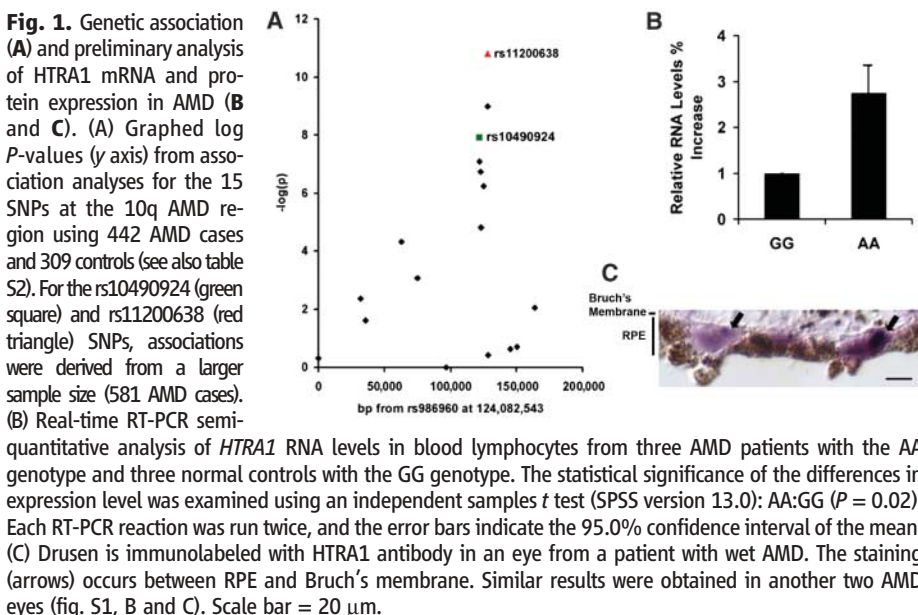 Fig. 1. Genetic association
(A) and preliminary analysis
of HTRA1 mRNA and pro-
tein expression in AMD (B
and C). (A) Graphed log
P-values (y axis) from asso-
ciation analyses for the 15
SNPs at the 10q AMD re-
gion using 442 AMD cases
and 309 controls (see also table
S2). For the rs10490924 (green
square) and rs11200638 (red
triangle) SNPs, associations
were derived from a larger
sample size (581 AMD cases).
(B) Real-time RT-PCR semi-
quantitative analysis of HTRA1 RNA levels in blood lymphocytes from three AMD patients with the AA
genotype and three normal controls with the GG genotype. The statistical significance of the differences in
expression level was examined using an independent samples t test (SPSS version 13.0): AA:GG (P = 0.02)
Each RT-PCR reaction was run twice, and the error bars indicate the 95.0% confidence interval of the mean
(C) Drusen is immunolabeled with HTRA1 antibody in an eye from a patient with wet AMD. The staining
(arrows) occurs between RPE and Bruch's membrane. Similar results were obtained in another two AMD
eyes (fig. S1, B and C). Scale bar = 20 μm.
A
12
10
8
6
4
2
0
-log(p)
rs11200638
rs10490924
0
50,000
100,000
150,000
200,000
bp from rs986960 at 124,082,543
B
Relative RNA Levels %
Increase
4
3
2
1
0
GG
AA
C
Bruch's
Membrane
RPE